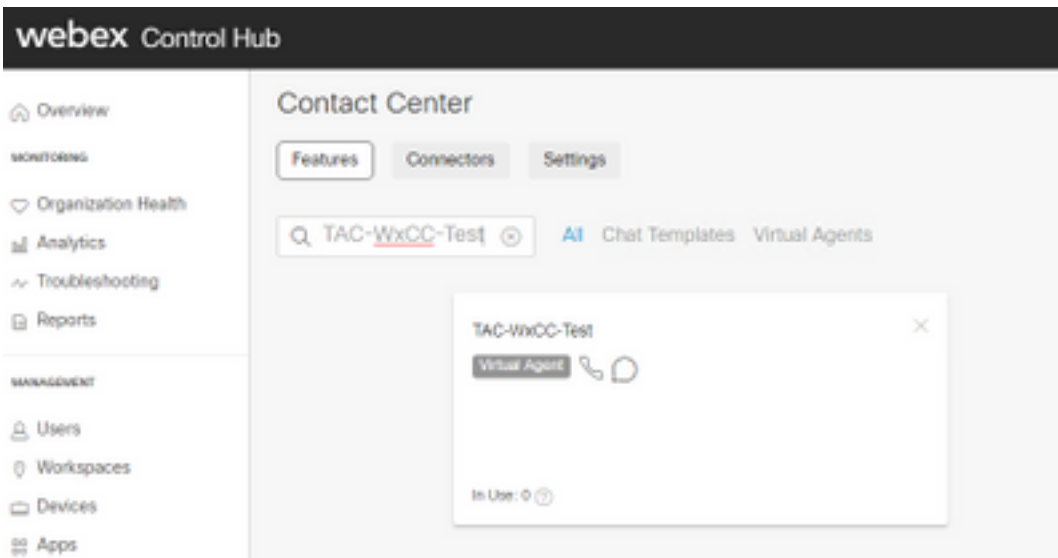 webex Control Hub
Overview
MONITORING
Organization Health
Analytics
Troubleshooting
Reports
MANAGEMENT
Users
Workspaces
Devices
Apps
Contact Center
Features Connectors Settings
TAC-WxCC-Test All Chat Templates Virtual Agents
TAC-WxCC-Test
Virtual Agent
In Use: 0 ?